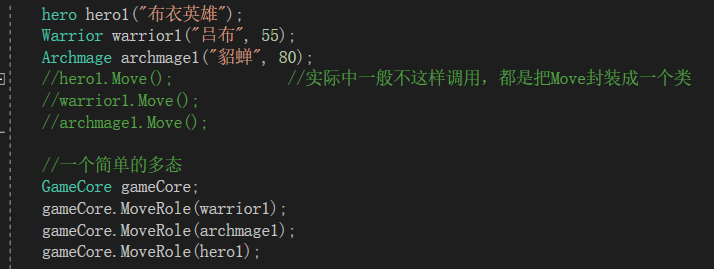 hero hero1("布衣英雄");
Warrior warrior1("吕布", 55);
Archmage archmage1("貂蝉", 80);
//hero1.Move();          //实际中一般不这样调用，都是把Move封装成一个类
//warrior1.Move();
//archmage1.Move();
//一个简单的多态
GameCore gameCore;
gameCore.MoveRole(warrior1);
gameCore.MoveRole(archmage1);
gameCore.MoveRole(hero1);